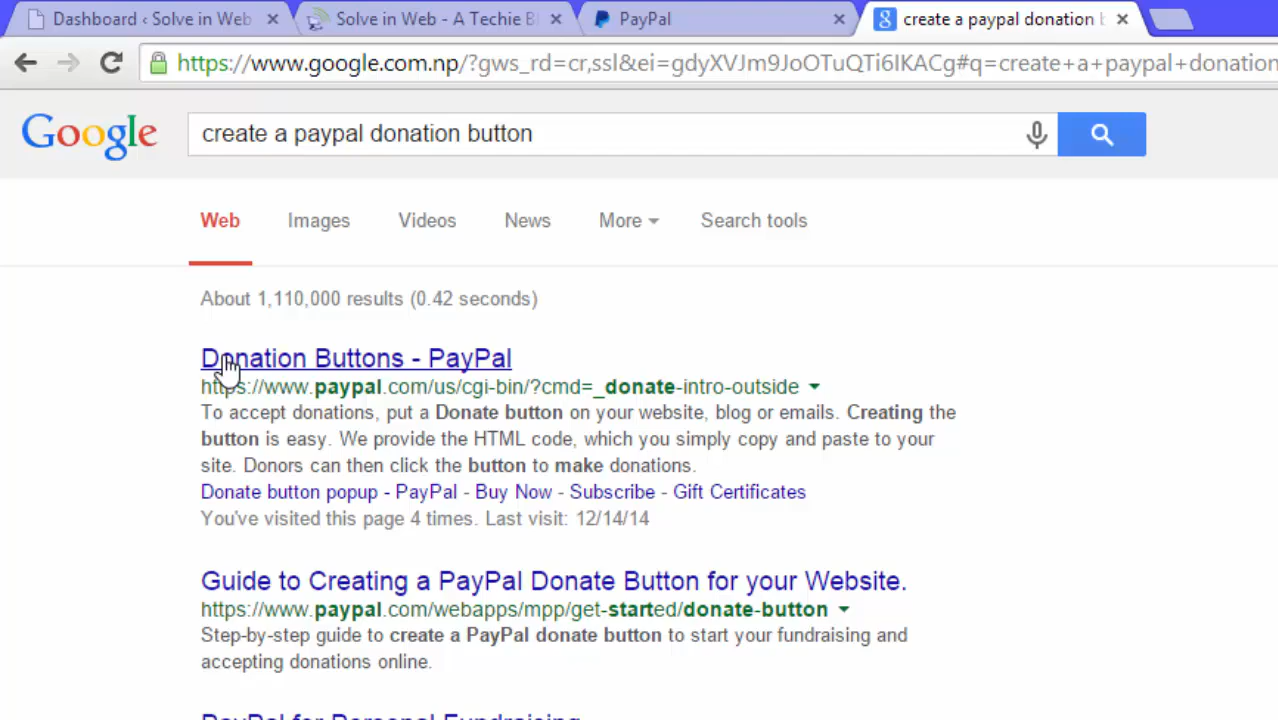 Dashboard ‹ Solve in Web
Solve in Web - A Techie B
PayPal
create a paypal donation b
https://www.google.com.np/?gws_rd=cr,ssl&ei=gdyXVJm9JoOTuQTi6IKACg#q=create+a+paypal+donation
Google
create a paypal donation button
Web Images Videos News More Search tools
About 1,110,000 results (0.42 seconds)
Donation Buttons - PayPal
https://www.paypal.com/us/cgi-bin/?cmd=_donate-intro-outside
To accept donations, put a Donate button on your website, blog or emails. Creating the
button is easy. We provide the HTML code, which you simply copy and paste to your
site. Donors can then click the button to make donations.
Donate button popup - PayPal - Buy Now - Subscribe - Gift Certificates
You've visited this page 4 times. Last visit: 12/14/14
Guide to Creating a PayPal Donate Button for your Website.
https://www.paypal.com/webapps/mpp/get-started/donate-button
Step-by-step guide to create a PayPal donate button to start your fundraising and
accepting donations online.
PayPal for Personal Fundraising